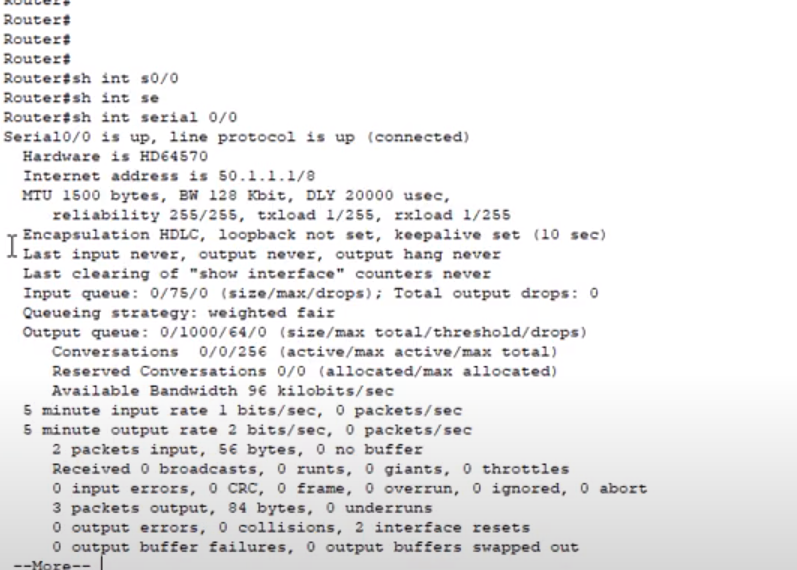 Router#
Router#
Router#
Router#
Router#sh int s0/0
Router#sh int se
Router#sh int serial 0/0
Serial0/0 is up, line protocol is up (connected)
Hardware is HD64570
Internet address is 50.1.1.1/8
MTU 1500 bytes, BW 128 Kbit, DLY 20000 usec,
reliability 255/255, txload 1/255, rxload 1/255
Encapsulation HDLC, loopback not set, keepalive set (10 sec)
Last input never, output never, output hang never
Last clearing of "show interface" counters never
Input queue: 0/75/0 (size/max/drops); Total output drops: 0
Queueing strategy: weighted fair
Output queue: 0/1000/64/0 (size/max total/threshold/drops)
Conversations  0/0/256 (active/max active/max total)
Reserved Conversations 0/0 (allocated/max allocated)
Available Bandwidth 96 kilobits/sec
5 minute input rate 1 bits/sec, 0 packets/sec
5 minute output rate 2 bits/sec, 0 packets/sec
2 packets input, 56 bytes, 0 no buffer
Received 0 broadcasts, 0 runts, 0 giants, 0 throttles
0 input errors, 0 CRC, 0 frame, 0 overrun, 0 ignored, 0 abort
3 packets output, 84 bytes, 0 underruns
0 output errors, 0 collisions, 2 interface resets
0 output buffer failures, 0 output buffers swapped out
--More--